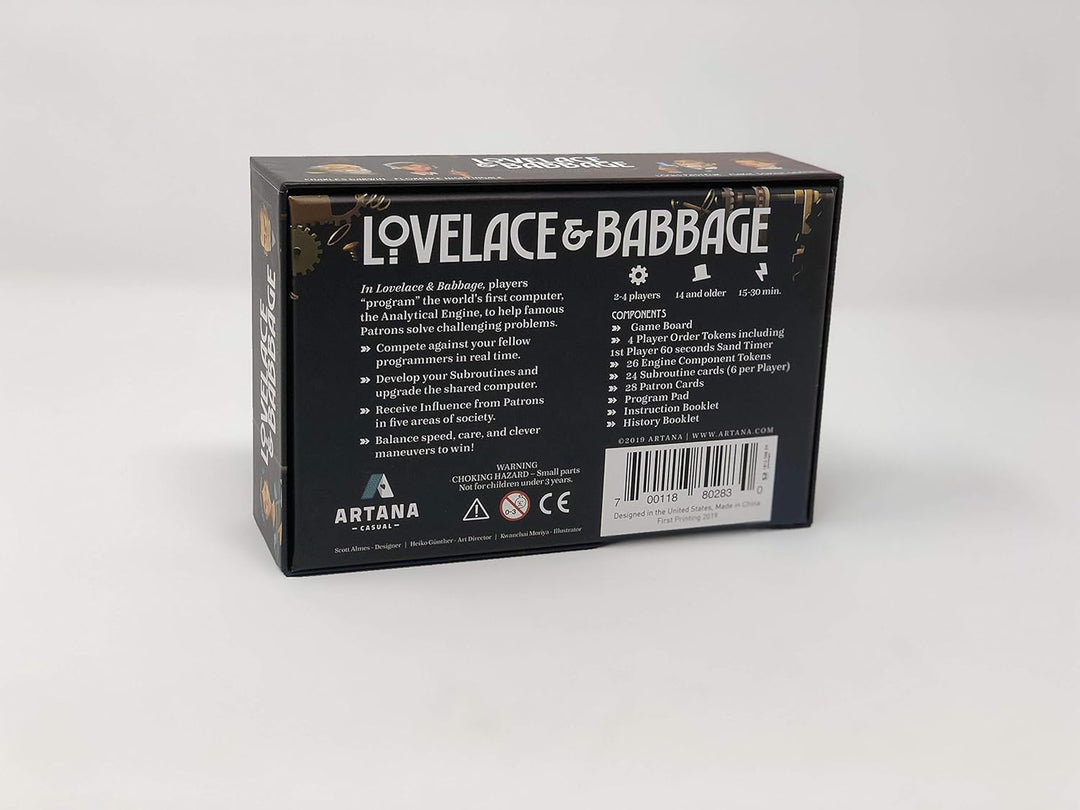 LOVELACE
& BABBAGE
CHARLES DARWIN
FLORENCE NIGHTINGALE
LOVELACE
& BABBAGE
LOVELACE & BABBAGE
In Lovelace & Babbage, players
“program” the world’s first computer,
the Analytical Engine, to help famous
Patrons solve challenging problems.
Compete against your fellow
programmers in real time.
Develop your Subroutines and
upgrade the shared computer.
Receive Influence from Patrons
in five areas of society.
Balance speed, care, and clever
maneuvers to win!
2-4 players
14 and older
15-30 min.
COMPONENTS
Game Board
4 Player Order Tokens including
1st Player 60 seconds Sand Timer
26 Engine Component Tokens
24 Subroutine cards (6 per Player)
28 Patron Cards
Program Pad
Instruction Booklet
History Booklet
©2019 ARTANA | WWW.ARTANA.COM
ARTANA
– CASUAL –
WARNING
CHOKING HAZARD – Small parts
Not for children under 3 years.
0-3
CE
7 00118 80283 0
Designed in the United States, Made in China
First Printing 2019
Scott Almes - Designer | Heiko Günther - Art Director | Kwanchai Moriya - Illustrator